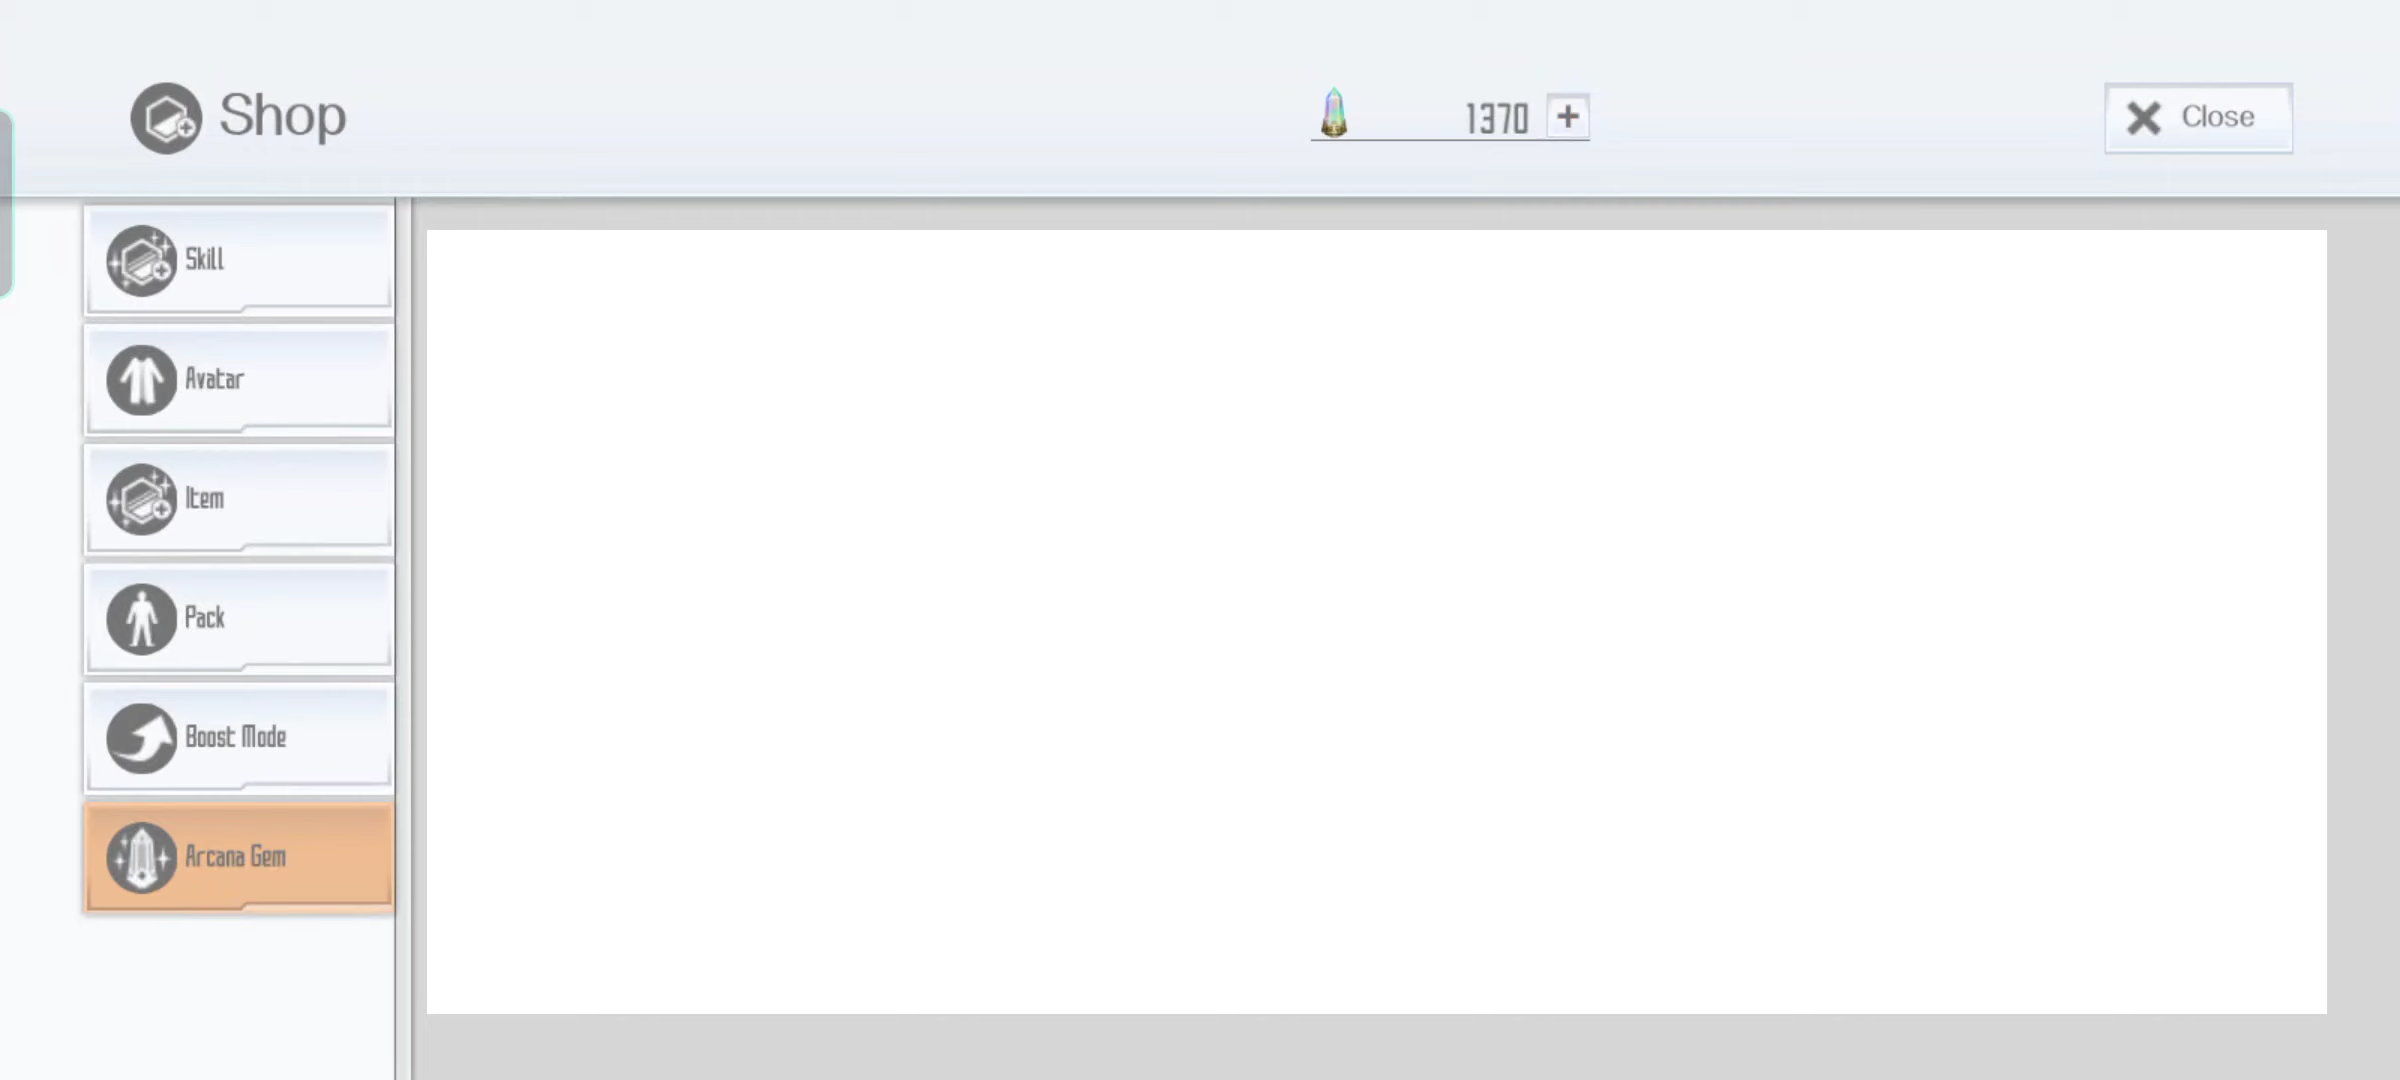 Shop
1370
Close
Skill
Avatar
Item
Pack
Boost Mode
Arcana Gem